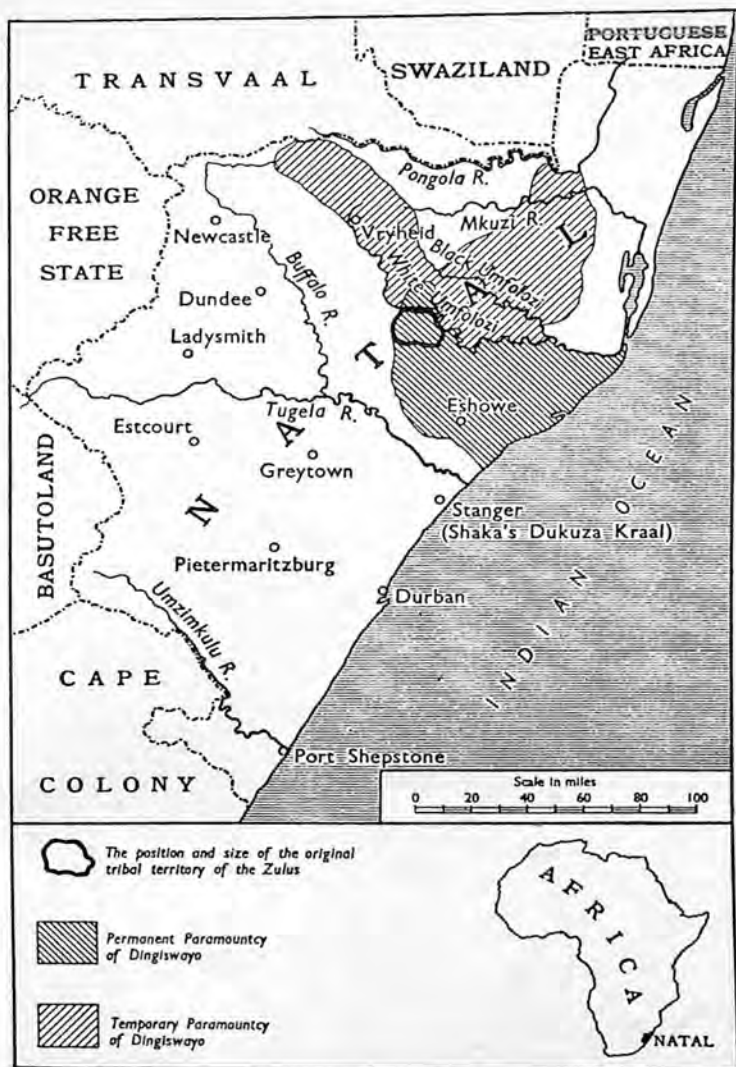 PORTUGUESE
EAST AFRICA
SWAZILAND
TRANSVAAL
Pongola R.
ORANGE
FREE
STATE
Mkuzi R.
Newcastle
Vryheid
Black Umfolozi
White Umfolozi
Buffalo R.
Dundee
Ladysmith
NATAL
Eshowe
Tugela R.
Estcourt
Greytown
BASUTOLAND
Stanger
(Shaka's Dukuza Kraal)
Pietermaritzburg
Durban
INDIAN OCEAN
Umzimkulu R.
CAPE
COLONY
Port Shepstone
Scale in miles
0 20 40 60 80 100
The position and size of the original
tribal territory of the Zulus
Permanent Paramountcy
of Dingiswayo
Temporary Paramountcy
of Dingiswayo
AFRICA
NATAL